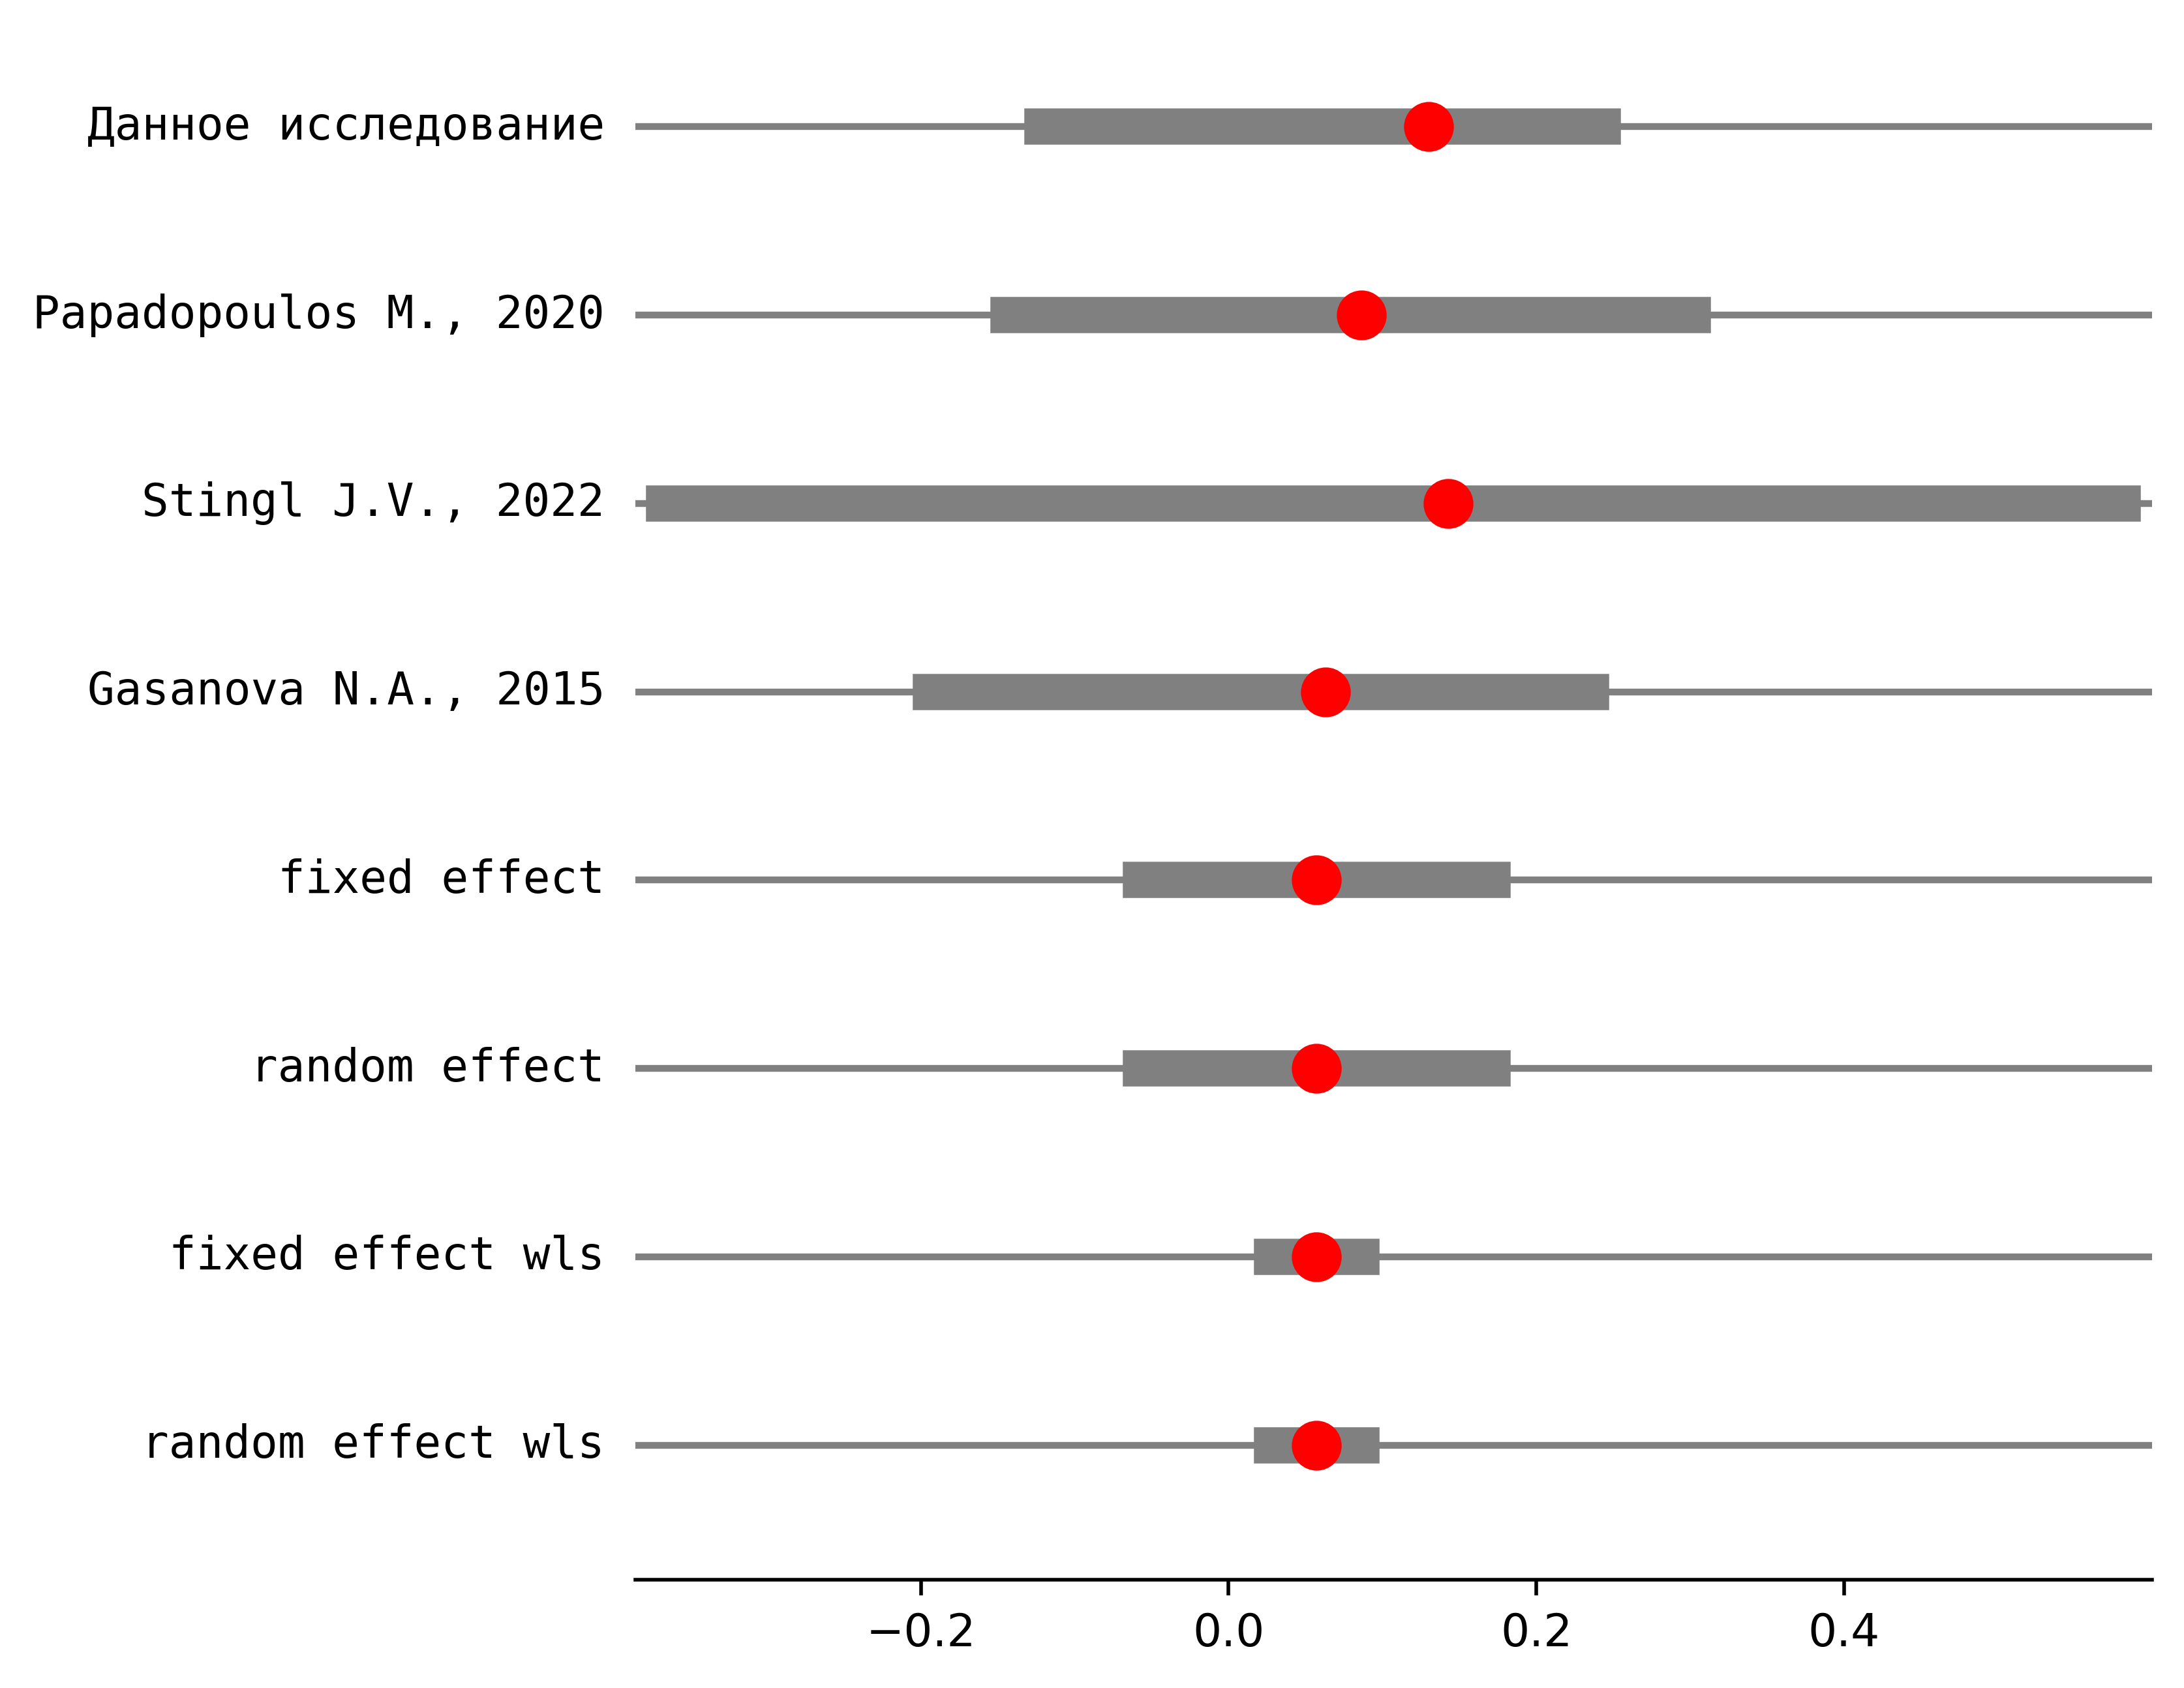 Данное исследование
Papadopoulos M., 2020
Stingl J.V., 2022
Gasanova N.A., 2015
fixed effect
random effect
fixed effect wls
random effect wls
−0.2 0.0 0.2 0.4